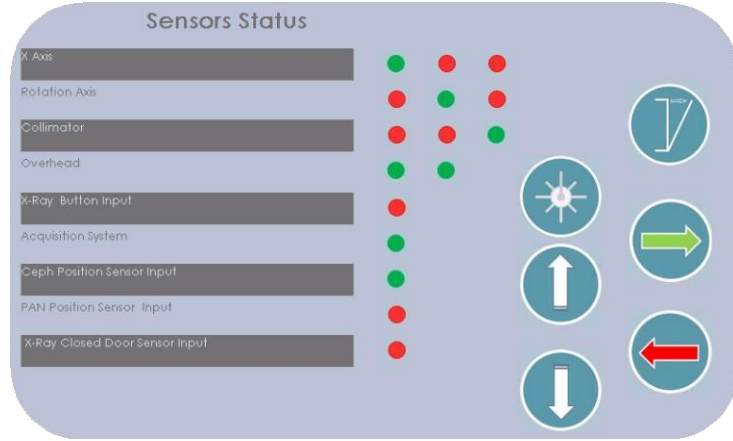 Sensors Status
X Axis
Rotation Axis
Collimator
Overhead
X-Ray Button Input
Acquisition System
Ceph Position Sensor Input
PAN Position Sensor Input
X-Ray Closed Door Sensor Input